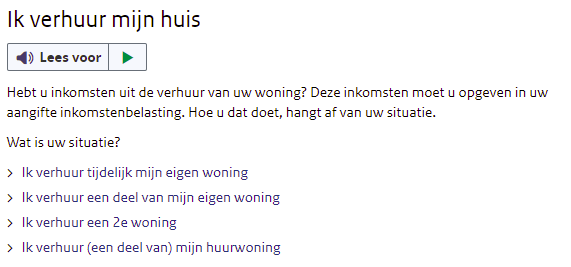 Ik verhuur mijn huis
Lees voor
Hebt u inkomsten uit de verhuur van uw woning? Deze inkomsten moet u opgeven in uw
aangifte inkomstenbelasting. Hoe u dat doet, hangt af van uw situatie.
Wat is uw situatie?
Ik verhuur tijdelijk mijn eigen woning
Ik verhuur een deel van mijn eigen woning
Ik verhuur een 2e woning
Ik verhuur (een deel van) mijn huurwoning